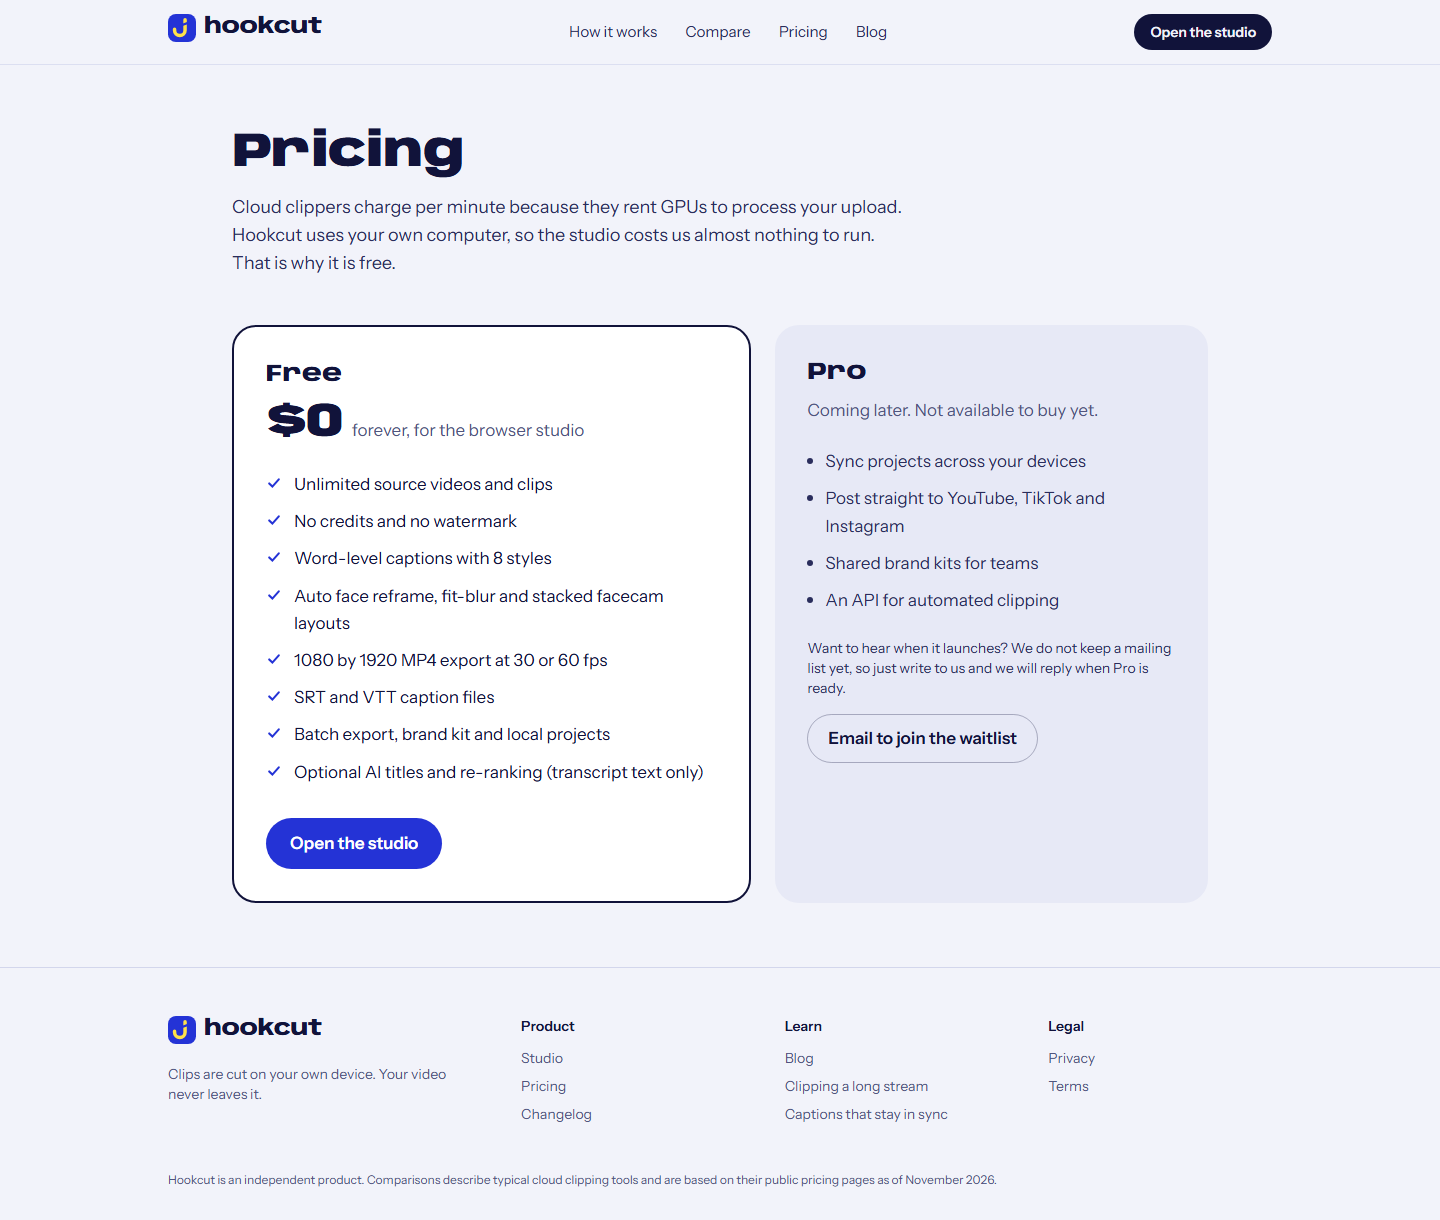 hookcut
How it works
Compare
Pricing
Blog
Open the studio
Pricing
Cloud clippers charge per minute because they rent GPUs to process your upload.
Hookcut uses your own computer, so the studio costs us almost nothing to run.
That is why it is free.
Free
$0 forever, for the browser studio
Unlimited source videos and clips
No credits and no watermark
Word-level captions with 8 styles
Auto face reframe, fit-blur and stacked facecam
layouts
1080 by 1920 MP4 export at 30 or 60 fps
SRT and VTT caption files
Batch export, brand kit and local projects
Optional AI titles and re-ranking (transcript text only)
Open the studio
Pro
Coming later. Not available to buy yet.
Sync projects across your devices
Post straight to YouTube, TikTok and
Instagram
Shared brand kits for teams
An API for automated clipping
Want to hear when it launches? We do not keep a mailing
list yet, so just write to us and we will reply when Pro is
ready.
Email to join the waitlist
hookcut
Clips are cut on your own device. Your video
never leaves it.
Product
Studio
Pricing
Changelog
Learn
Blog
Clipping a long stream
Captions that stay in sync
Legal
Privacy
Terms
Hookcut is an independent product. Comparisons describe typical cloud clipping tools and are based on their public pricing pages as of November 2026.